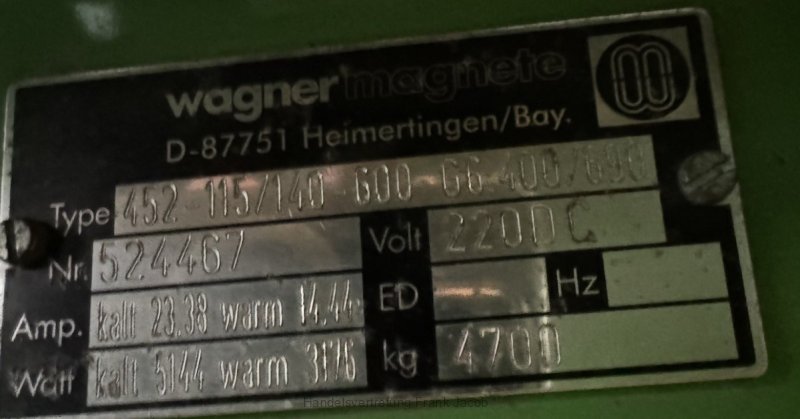 wagner magnete
D-87751 Heimertingen/Bay.
Type 452-115/140-600 G6.400/690
Nr. 524467 Volt 220DC
Amp. kalt 23.38 warm 14.44 ED Hz
Watt kalt 5144 warm 3176 kg 4700
Handelsvertretung Frank Jacob